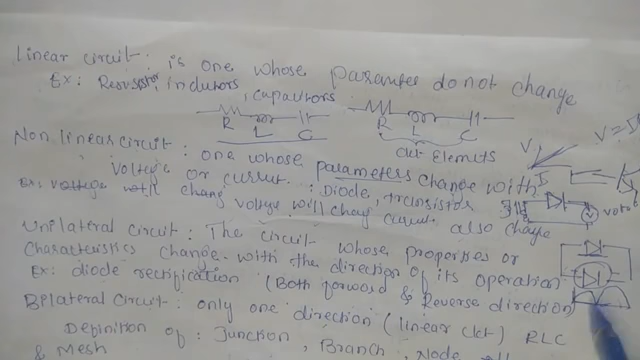 Linear circuit : is one whose parameters do not change
Ex: Resistor, inductors, capacitors
R L C R L C
ckt Elements
V V=I
Non linear circuit : one whose parameters change with
voltage or current : Diode, transistor
Ex: voltage will change voltage will chang current also change
Unilateral circuit : The circuit whose properties or
characteristics change with the direction of its operation
Ex: diode rectification (Both forward & Reverse direction)
Bilateral circuit : only one direction (linear ckt) RLC
Definition of : Junction, Branch, Node
& Mesh